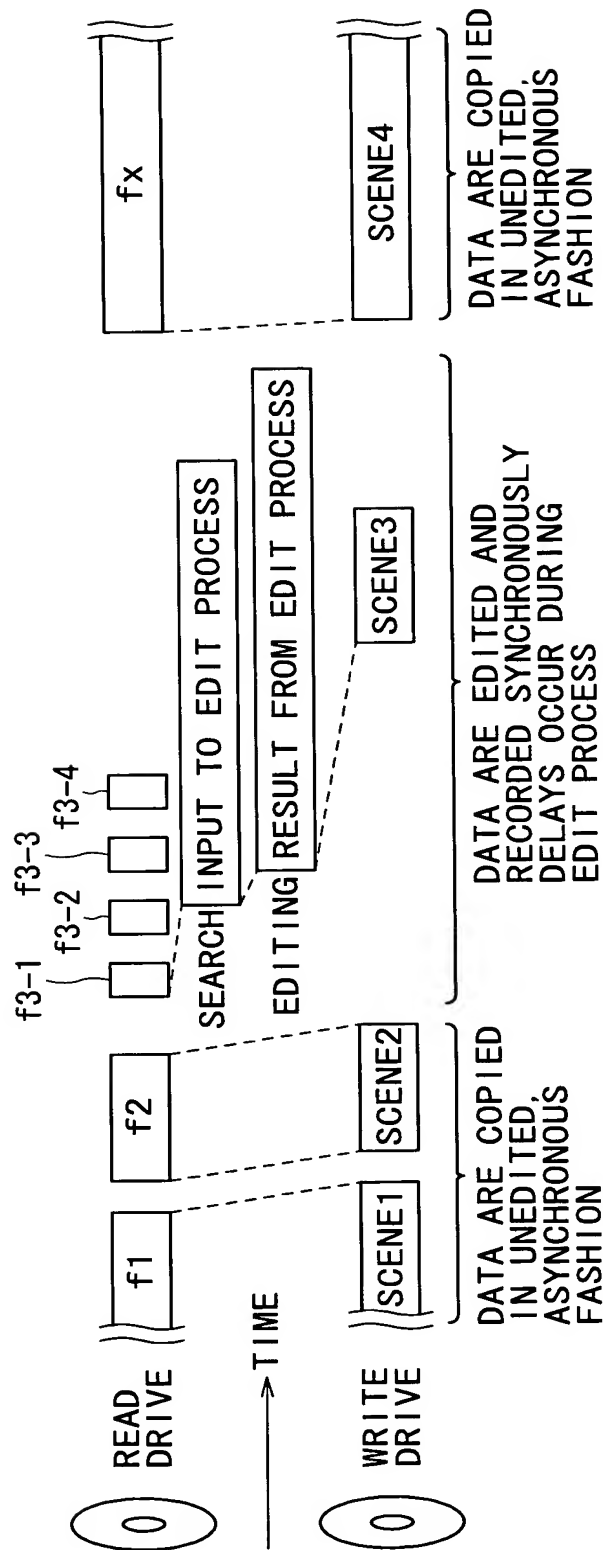 READ
DRIVE
f1
f2
f3-1
f3-2
f3-3
f3-4
fx
SEARCH INPUT TO EDIT PROCESS
EDITING RESULT FROM EDIT PROCESS
TIME
WRITE
DRIVE
SCENE1
SCENE2
SCENE3
SCENE4
DATA ARE COPIED
IN UNEDITED,
ASYNCHRONOUS
FASHION
DATA ARE EDITED AND
RECORDED SYNCHRONOUSLY
DELAYS OCCUR DURING
EDIT PROCESS
DATA ARE COPIED
IN UNEDITED,
ASYNCHRONOUS
FASHION